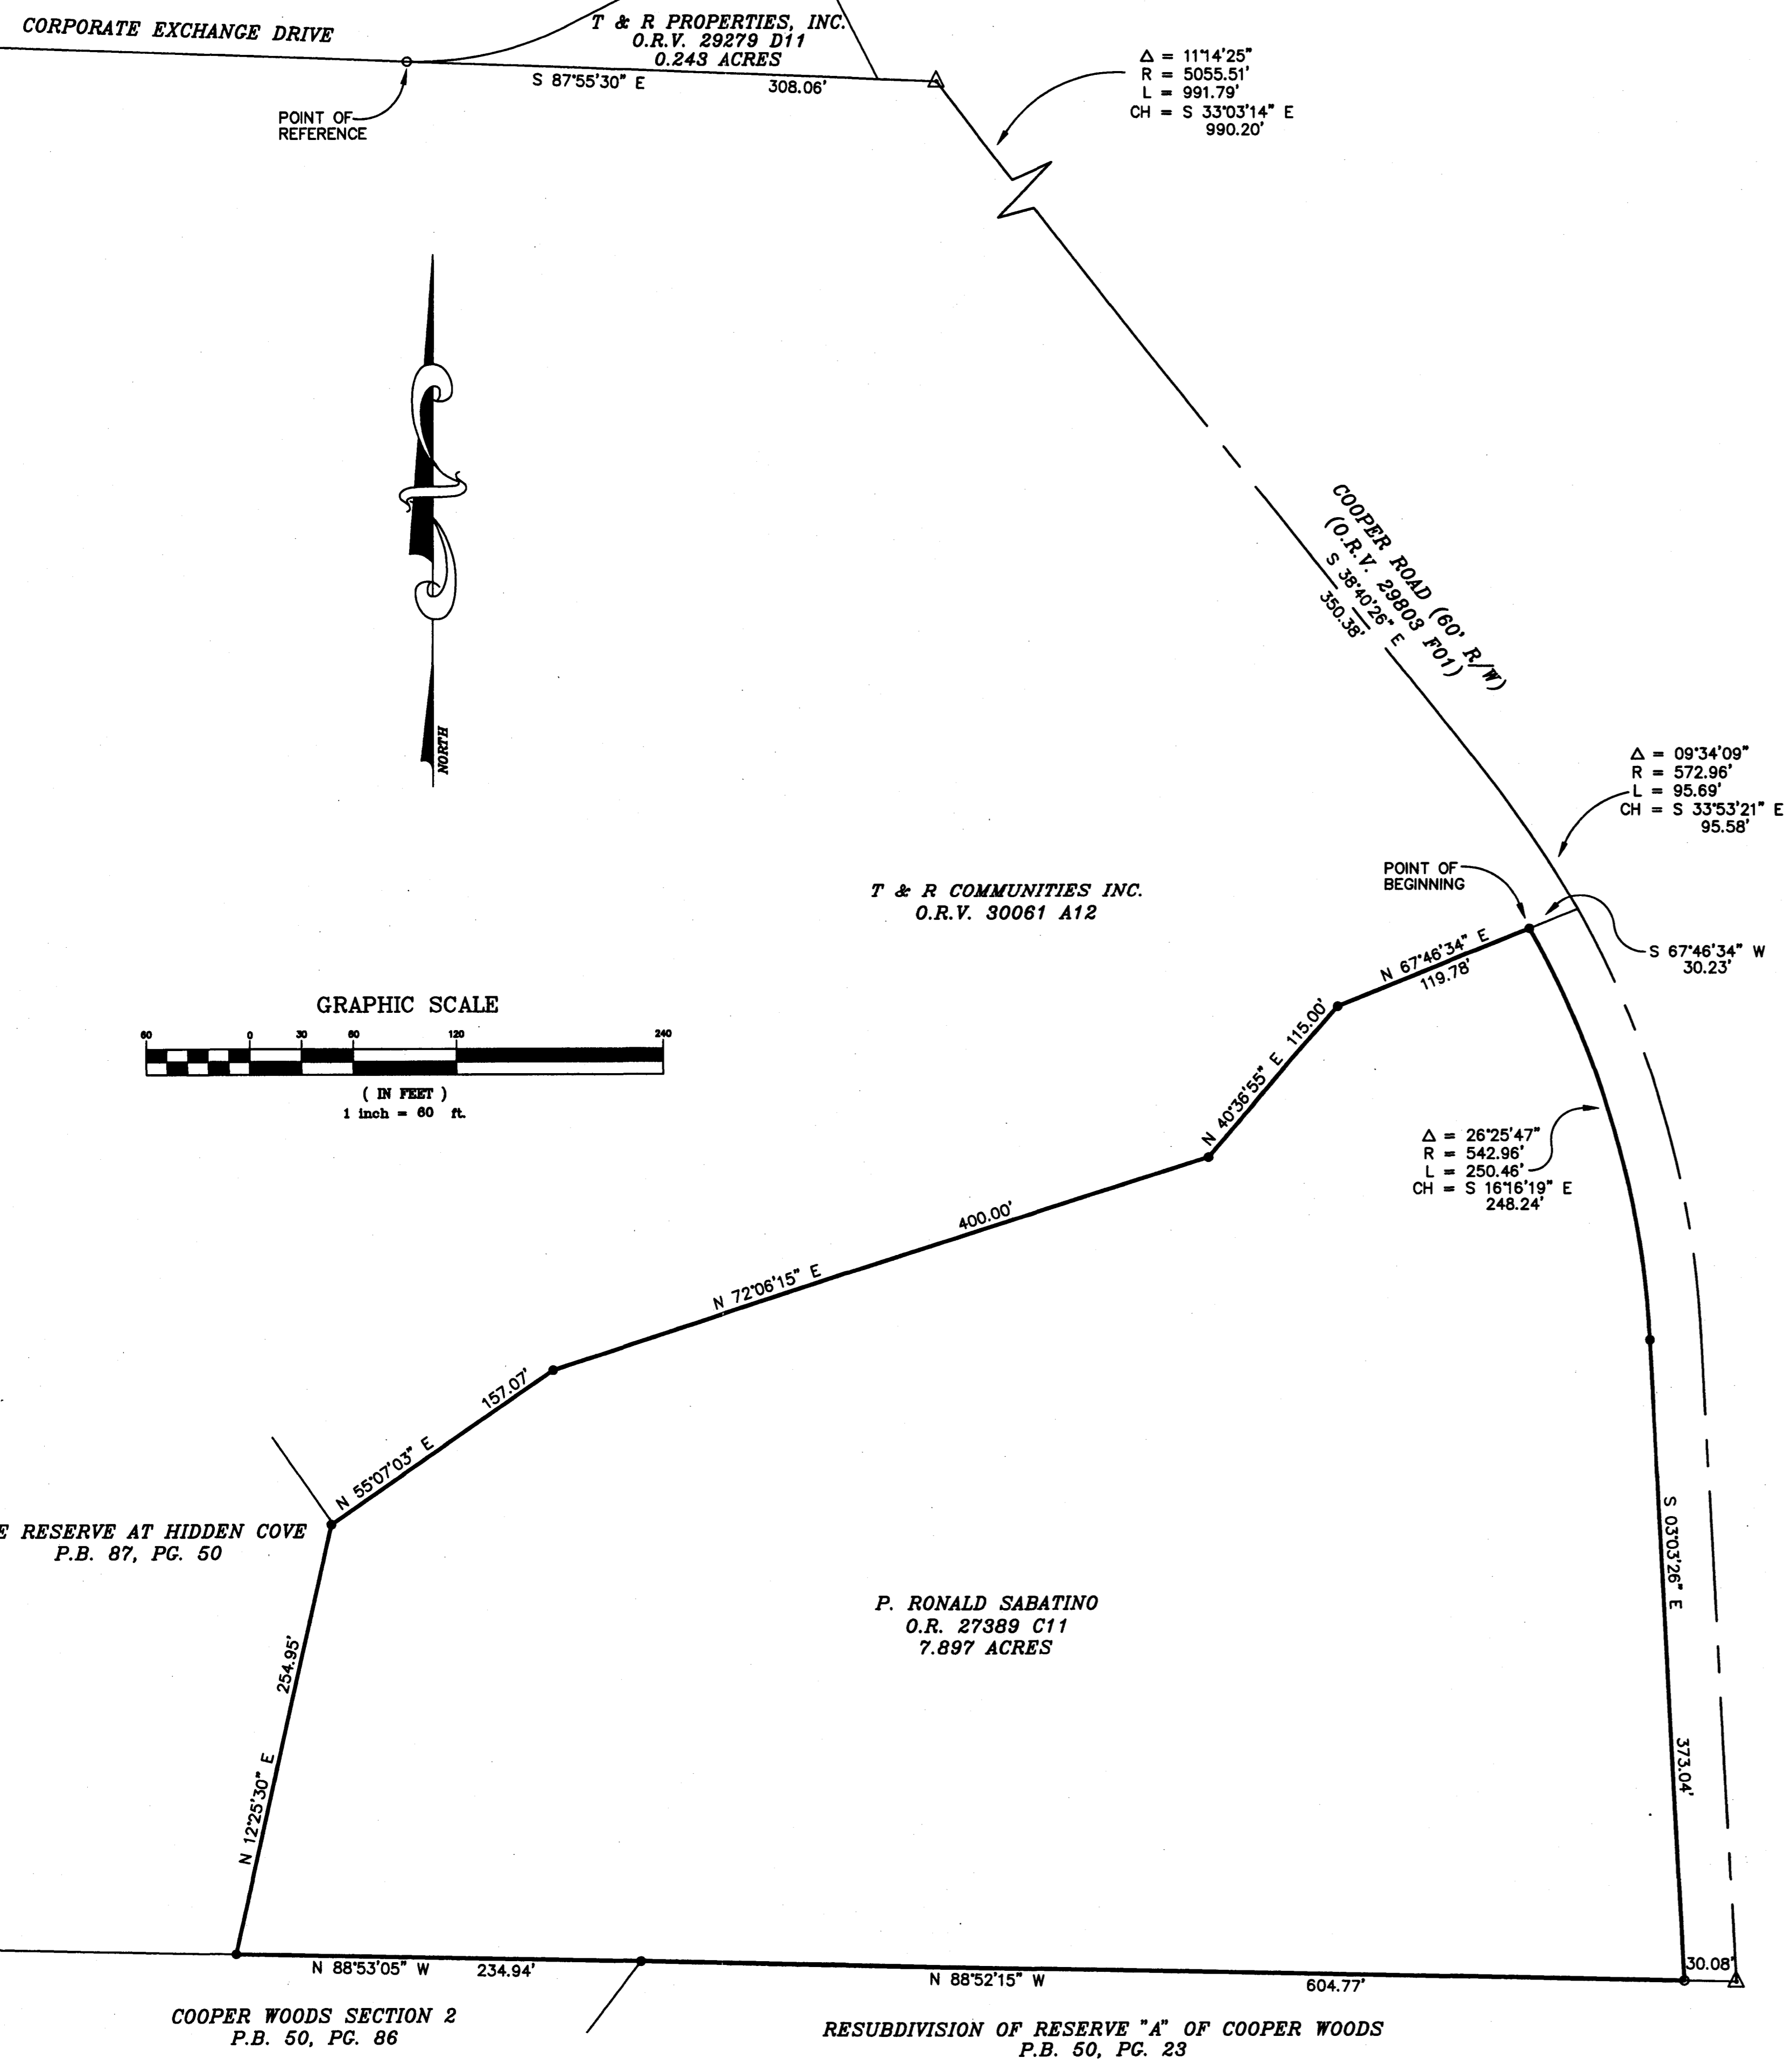 CORPORATE EXCHANGE DRIVE
T & R PROPERTIES, INC.
O.R.V. 29279 D11
0.243 ACRES
S 87°55'30" E
308.06'
POINT OF
REFERENCE
Δ = 11°14'25"
R = 5055.51'
L = 991.79'
CH = S 33°03'14" E
990.20'
NORTH
COOPER ROAD (60' R/W)
(O.R.V. 29803 F01)
S 38°40'26" E
350.38'
Δ = 09°34'09"
R = 572.96'
L = 95.69'
CH = S 33°53'21" E
95.58'
POINT OF
BEGINNING
T & R COMMUNITIES INC.
O.R.V. 30061 A12
S 67°46'34" W
30.23'
N 67°46'34" E
119.78'
GRAPHIC SCALE
60 0 30 60 120 240
( IN FEET )
1 inch = 60 ft.
N 40°36'55" E 115.00'
Δ = 26°25'47"
R = 542.96'
L = 250.46'
CH = S 16°16'19" E
248.24'
N 72°06'15" E
400.00'
N 55°07'03" E
157.07'
E RESERVE AT HIDDEN COVE
P.B. 87, PG. 50
S 03°03'26" E
373.04'
P. RONALD SABATINO
O.R. 27389 C11
7.897 ACRES
N 12°25'30" E
254.95'
N 88°53'05" W
234.94'
N 88°52'15" W
604.77'
30.08'
COOPER WOODS SECTION 2
P.B. 50, PG. 86
RESUBDIVISION OF RESERVE "A" OF COOPER WOODS
P.B. 50, PG. 23